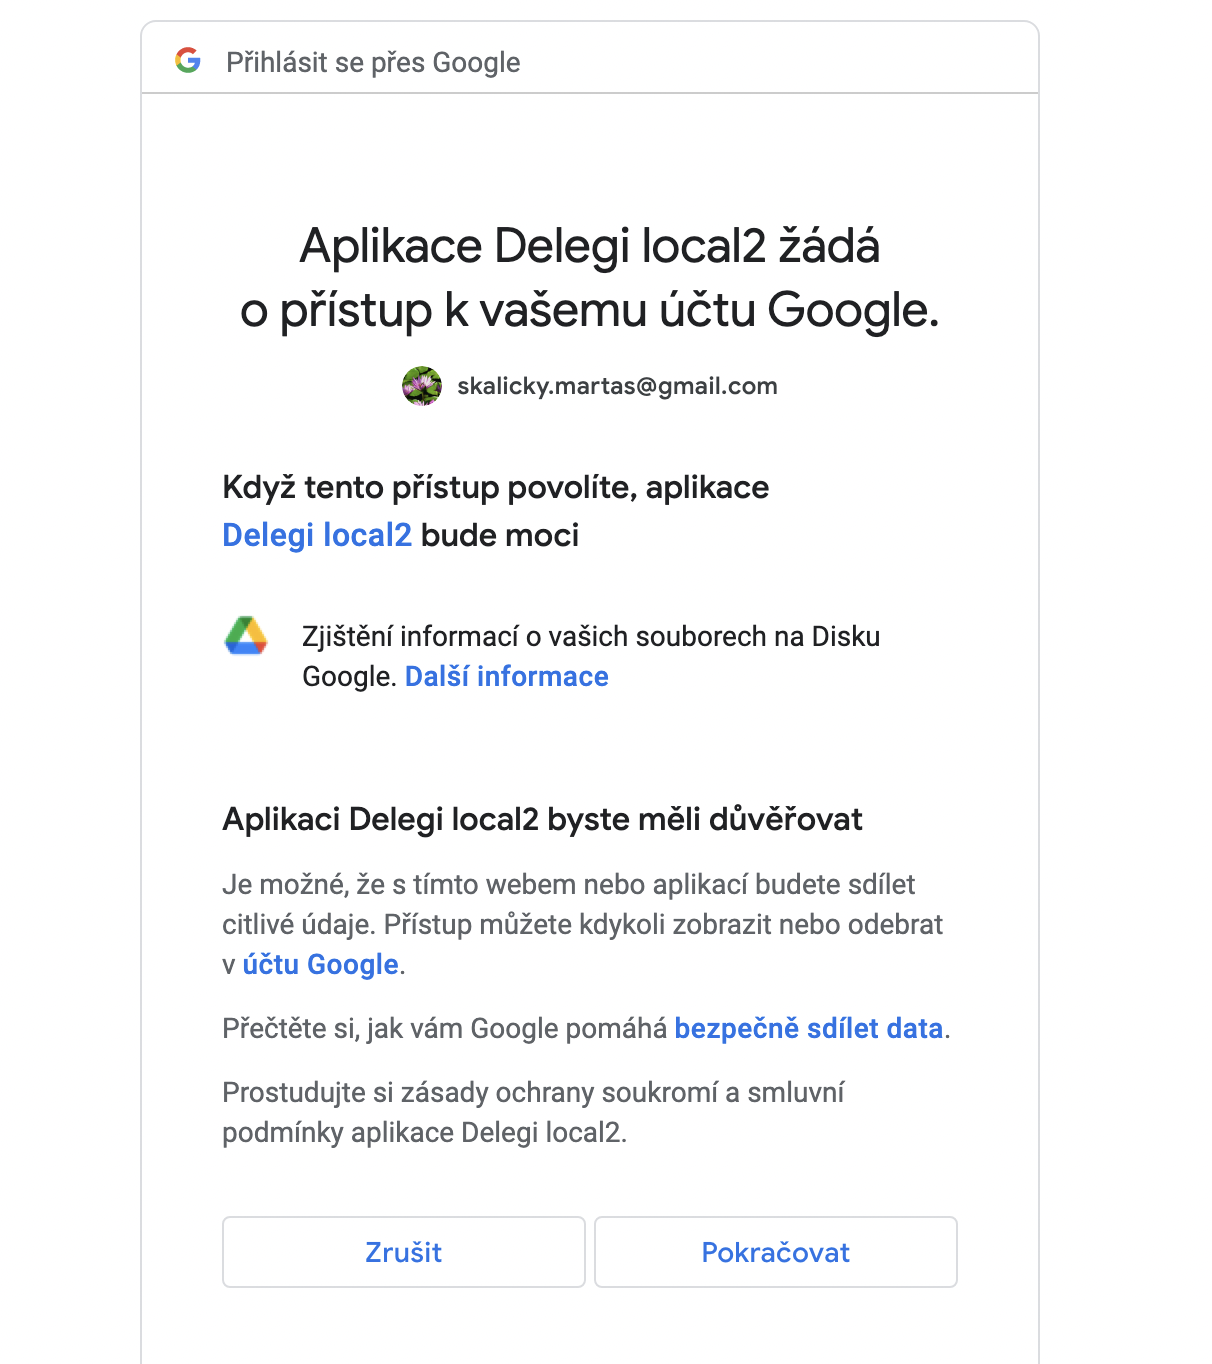 Přihlásit se přes Google
Aplikace Delegi local2 žádá
o přístup k vašemu účtu Google.
skalicky.martas@gmail.com
Když tento přístup povolíte, aplikace
Delegi local2 bude moci
Zjištění informací o vašich souborech na Disku
Google. Další informace
Aplikaci Delegi local2 byste měli důvěřovat
Je možné, že s tímto webem nebo aplikací budete sdílet
citlivé údaje. Přístup můžete kdykoli zobrazit nebo odebrat
v účtu Google.
Přečtěte si, jak vám Google pomáhá bezpečně sdílet data.
Prostudujte si zásady ochrany soukromí a smluvní
podmínky aplikace Delegi local2.
Zrušit
Pokračovat